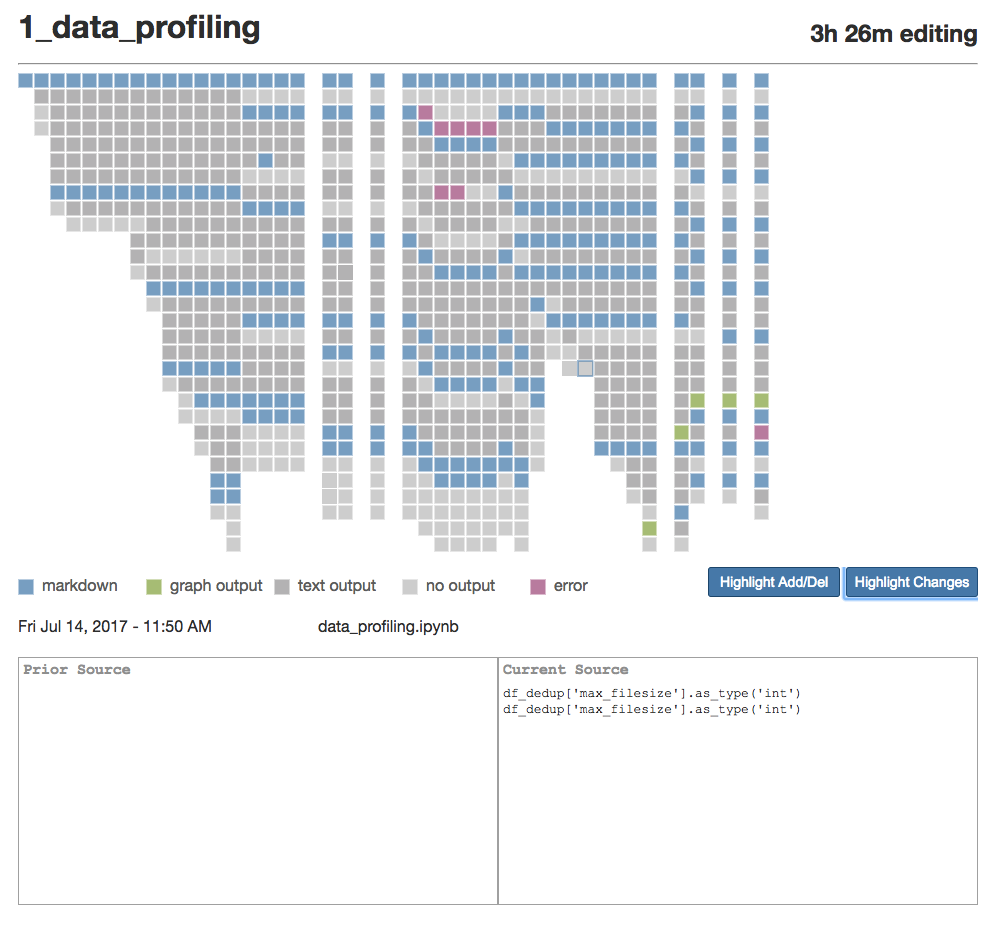 1_data_profiling
3h 26m editing
markdown
graph output
text output
no output
error
Highlight Add/Del
Highlight Changes
Fri Jul 14, 2017 - 11:50 AM
data_profiling.ipynb
Prior Source
Current Source
df_dedup['max_filesize'].as_type('int')
df_dedup['max_filesize'].as_type('int')